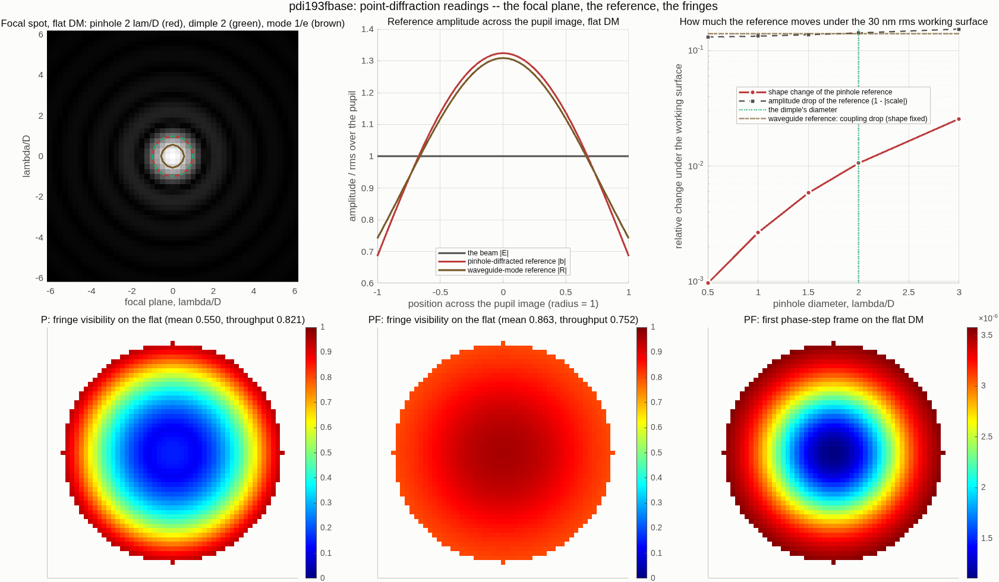 pdi193fbase: point-diffraction readings -- the focal plane, the reference, the fringes
Focal spot, flat DM: pinhole 2 lam/D (red), dimple 2 (green), mode 1/e (brown)
6
4
2
0
-2
-4
-6
lambda/D
-6 -4 -2 0 2 4 6
focal plane, lambda/D
Reference amplitude across the pupil image, flat DM
1.4
1.3
1.2
1.1
1
0.9
0.8
0.7
0.6
amplitude / rms over the pupil
the beam |E|
pinhole-diffracted reference |b|
waveguide-mode reference |R|
-1 -0.5 0 0.5 1
position across the pupil image (radius = 1)
How much the reference moves under the 30 nm rms working surface
10-1
10-2
10-3
relative change under the working surface
shape change of the pinhole reference
amplitude drop of the reference (1 - |scale|)
the dimple's diameter
waveguide reference: coupling drop (shape fixed)
0.5 1 1.5 2 2.5 3
pinhole diameter, lambda/D
P: fringe visibility on the flat (mean 0.550, throughput 0.821)
1
0.9
0.8
0.7
0.6
0.5
0.4
0.3
0.2
0.1
0
PF: fringe visibility on the flat (mean 0.863, throughput 0.752)
1
0.9
0.8
0.7
0.6
0.5
0.4
0.3
0.2
0.1
0
PF: first phase-step frame on the flat DM
×10-6
3.5
3
2.5
2
1.5